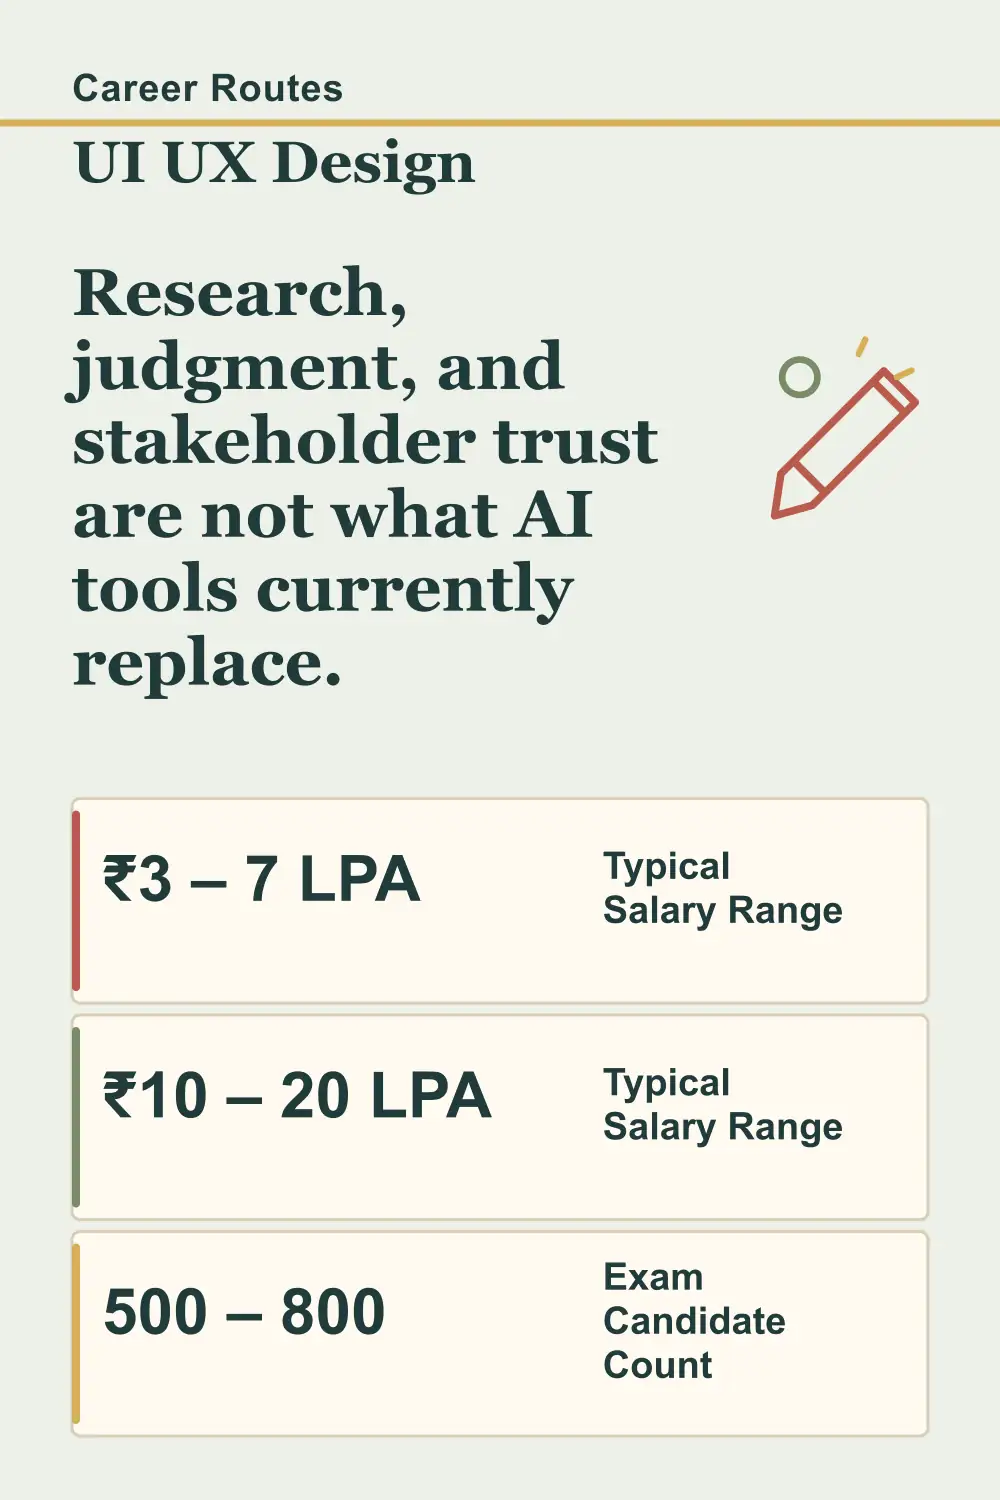 Career Routes
UI UX Design
Research,
judgment, and
stakeholder trust
are not what AI
tools currently
replace.
₹3 – 7 LPA
Typical
Salary Range
₹10 – 20 LPA
Typical
Salary Range
500 – 800
Exam
Candidate
Count